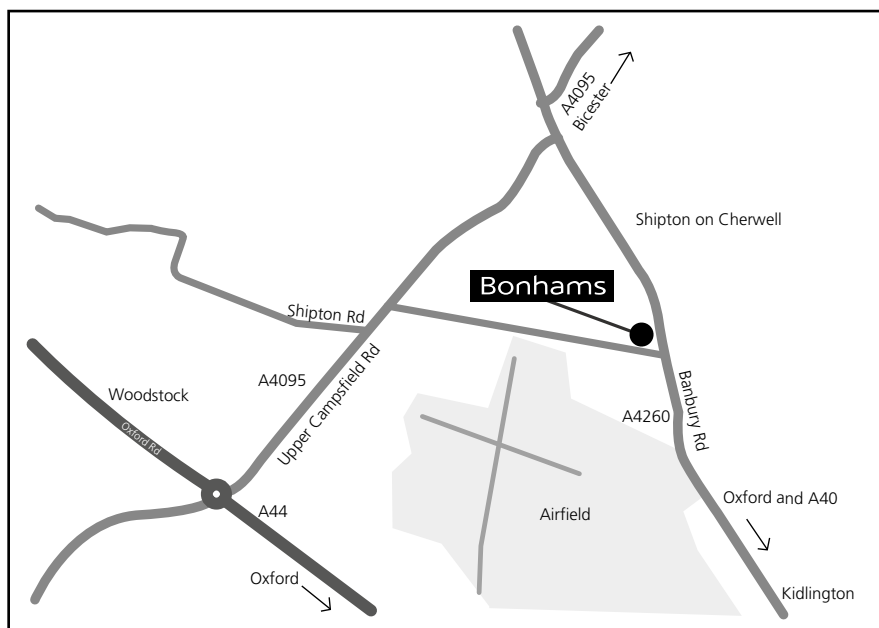 A4095
Bicester
Shipton on Cherwell
Bonhams
Shipton Rd
A4095
Upper Campsfield Rd
Woodstock
Oxford Rd
Banbury Rd
A4260
A44
Airfield
Oxford and A40
Oxford
Kidlington